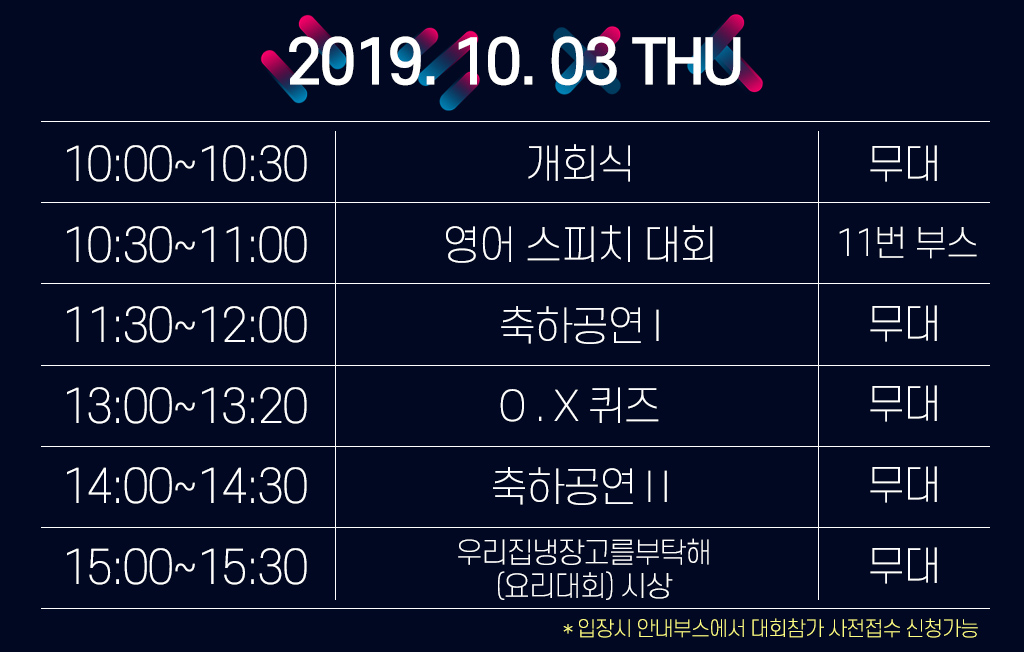 2019. 10. 03 THU
10:00~10:30 개회식 무대
10:30~11:00 영어 스피치 대회 11번 부스
11:30~12:00 축하공연 I 무대
13:00~13:20 O . X 퀴즈 무대
14:00~14:30 축하공연 I I 무대
15:00~15:30 우리집냉장고를부탁해 무대
(요리대회) 시상
* 입장시 안내부스에서 대회참가 사전접수 신청가능